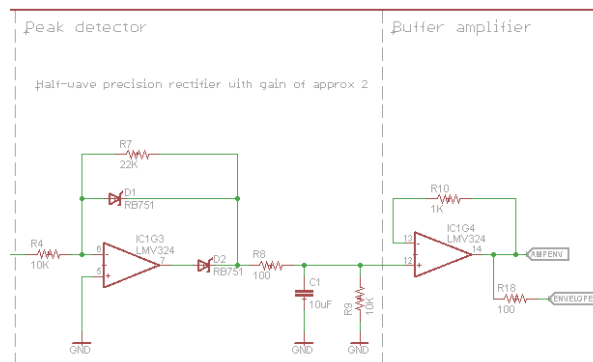 Peak detector
Buffer amplifier
Half-wave precision rectifier with gain of approx 2
R7
22K
D1
RB751
R10
1K
IC1G3
LMV324
IC1G4
LMV324
R4
10K
6
5
7
D2
RB751
R8
100
13
12
14
AMPENV
C1
10uF
R9
10K
R18
100
ENVELOPE
GND
GND
GND